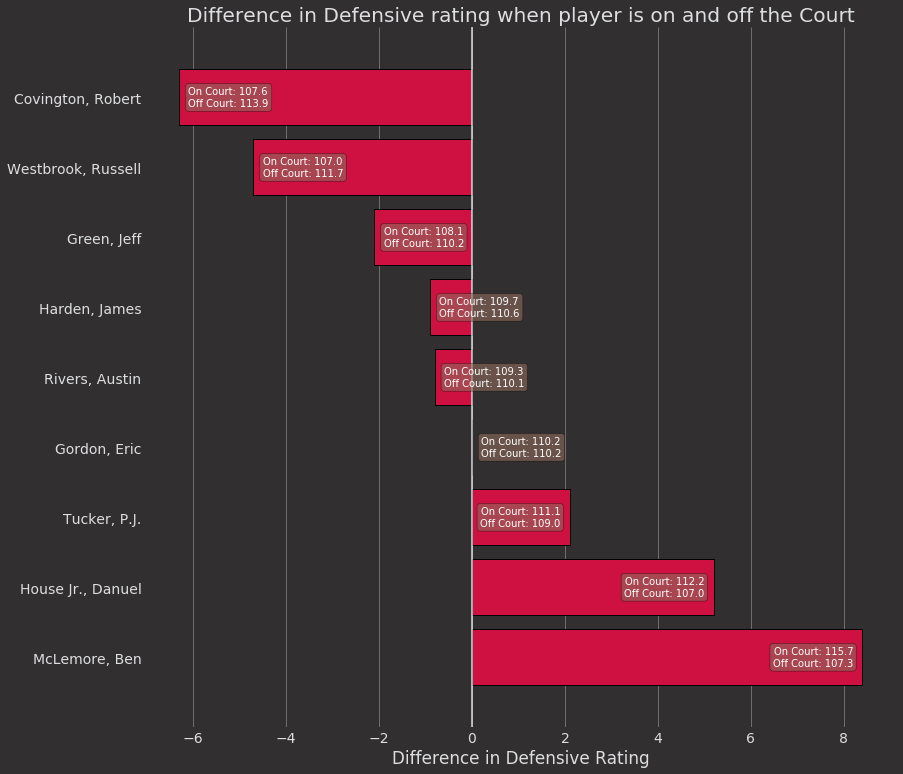 Difference in Defensive rating when player is on and off the Court
Covington, Robert
On Court: 107.6
Off Court: 113.9
Westbrook, Russell
On Court: 107.0
Off Court: 111.7
Green, Jeff
On Court: 108.1
Off Court: 110.2
Harden, James
On Court: 109.7
Off Court: 110.6
Rivers, Austin
On Court: 109.3
Off Court: 110.1
Gordon, Eric
On Court: 110.2
Off Court: 110.2
Tucker, P.J.
On Court: 111.1
Off Court: 109.0
House Jr., Danuel
On Court: 112.2
Off Court: 107.0
McLemore, Ben
On Court: 115.7
Off Court: 107.3
−6 −4 −2 0 2 4 6 8
Difference in Defensive Rating